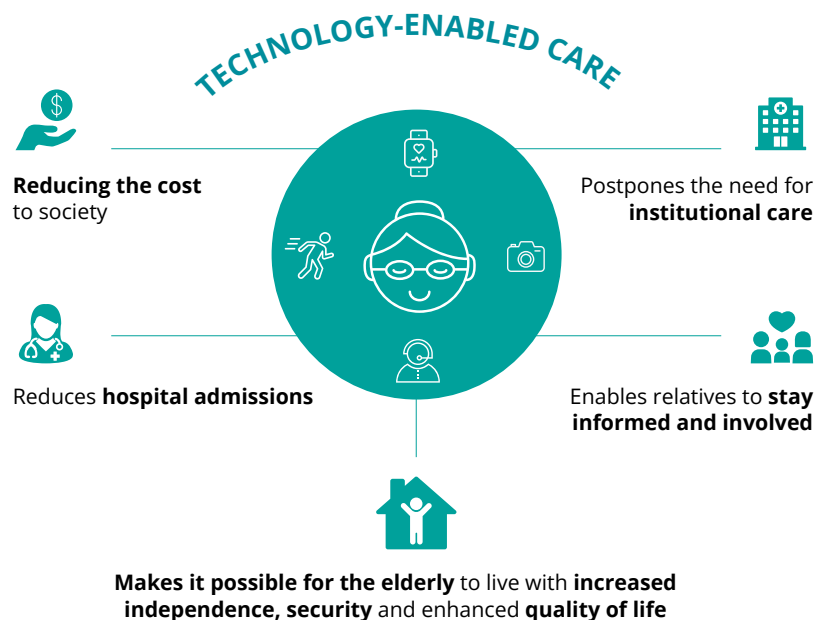 TECHNOLOGY-ENABLED CARE
$
Reducing the cost
to society
Postpones the need for
institutional care
Reduces hospital admissions
Enables relatives to stay
informed and involved
Makes it possible for the elderly to live with increased
independence, security and enhanced quality of life